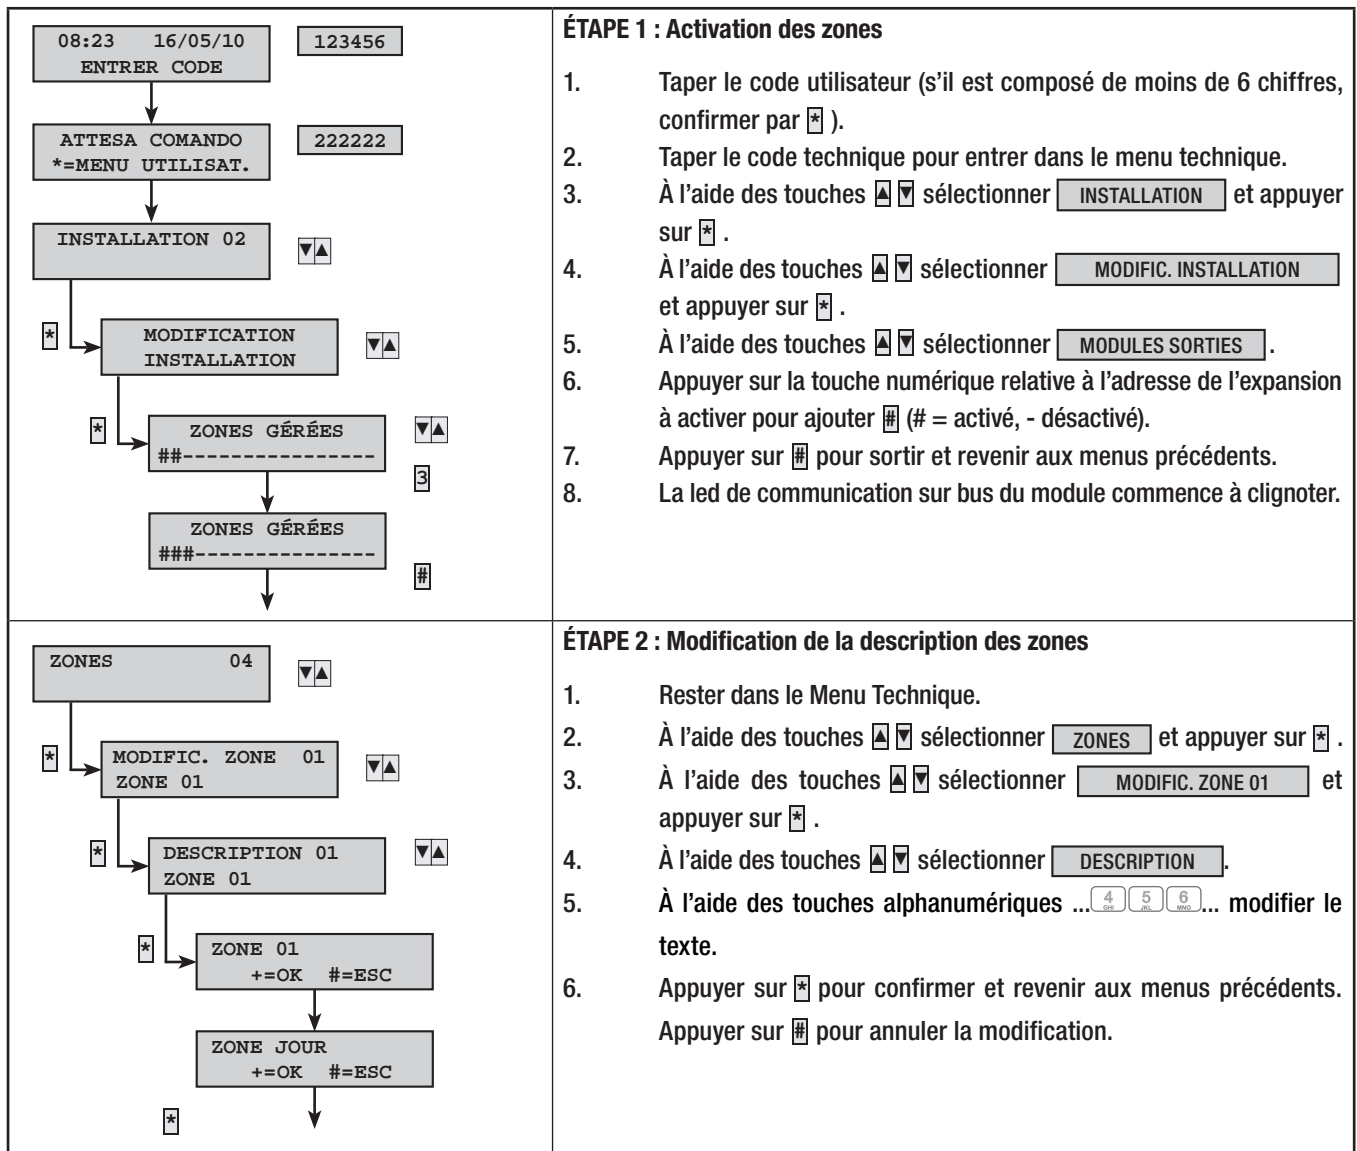 08:23 16/05/10
ENTRER CODE
123456
ATTESA COMANDO
*=MENU UTILISAT.
222222
INSTALLATION 02
▼▲
*
MODIFICATION
INSTALLATION
▼▲
*
ZONES GÉRÉES
##----------------
▼▲
3
ZONES GÉRÉES
###---------------
#
ÉTAPE 1 : Activation des zones
1. Taper le code utilisateur (s’il est composé de moins de 6 chiffres,
confirmer par * ).
2. Taper le code technique pour entrer dans le menu technique.
3. À l’aide des touches ▲ ▼ sélectionner INSTALLATION et appuyer
sur * .
4. À l’aide des touches ▲ ▼ sélectionner MODIFIC. INSTALLATION
et appuyer sur * .
5. À l’aide des touches ▲ ▼ sélectionner MODULES SORTIES .
6. Appuyer sur la touche numérique relative à l’adresse de l’expansion
à activer pour ajouter # (# = activé, - désactivé).
7. Appuyer sur # pour sortir et revenir aux menus précédents.
8. La led de communication sur bus du module commence à clignoter.
ZONES 04
▼▲
*
MODIFIC. ZONE 01
ZONE 01
▼▲
*
DESCRIPTION 01
ZONE 01
▼▲
*
ZONE 01
+=OK #=ESC
ZONE JOUR
+=OK #=ESC
*
ÉTAPE 2 : Modification de la description des zones
1. Rester dans le Menu Technique.
2. À l’aide des touches ▲ ▼ sélectionner ZONES et appuyer sur * .
3. À l’aide des touches ▲ ▼ sélectionner MODIFIC. ZONE 01 et
appuyer sur * .
4. À l’aide des touches ▲ ▼ sélectionner DESCRIPTION .
5. À l’aide des touches alphanumériques ...4 GHI 5 JKL 6 MNO... modifier le
texte.
6. Appuyer sur * pour confirmer et revenir aux menus précédents.
Appuyer sur # pour annuler la modification.